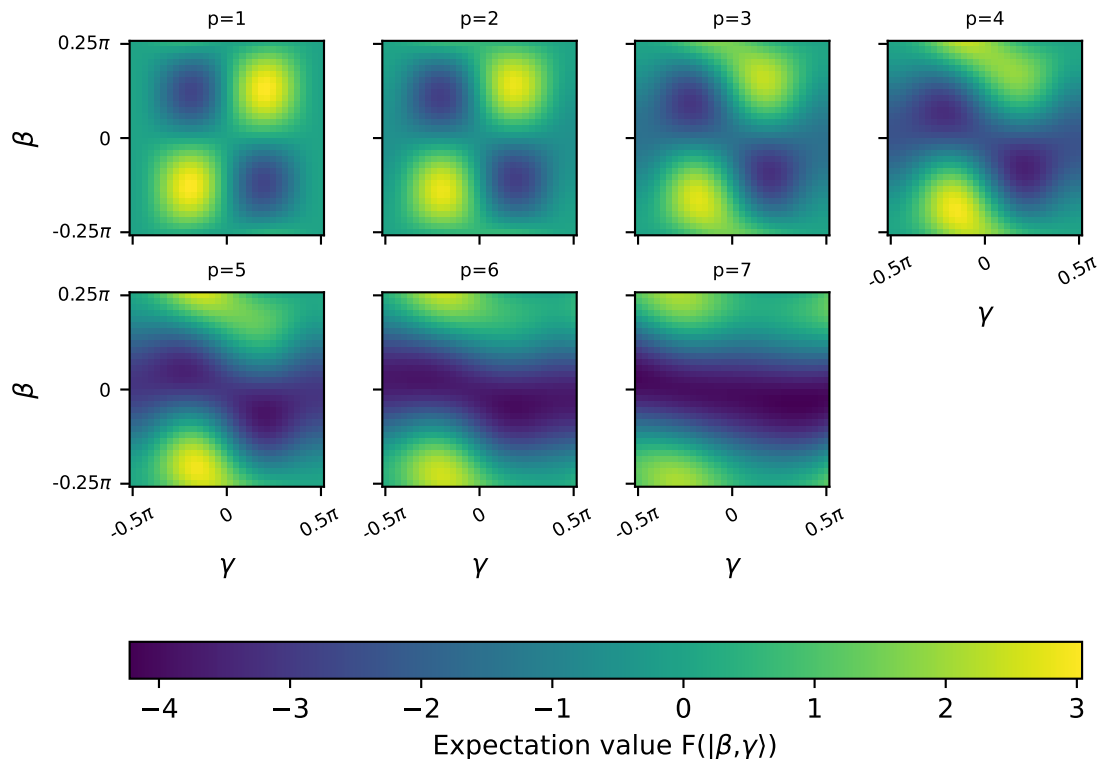 p=1
p=2
p=3
p=4
0.25π
0
-0.25π
β
-0.5π
0
0.5π
γ
p=5
p=6
p=7
0.25π
0
-0.25π
β
-0.5π
0
0.5π
-0.5π
0
0.5π
-0.5π
0
0.5π
γ
γ
γ
−4
−3
−2
−1
0
1
2
3
Expectation value F(|β,γ⟩)